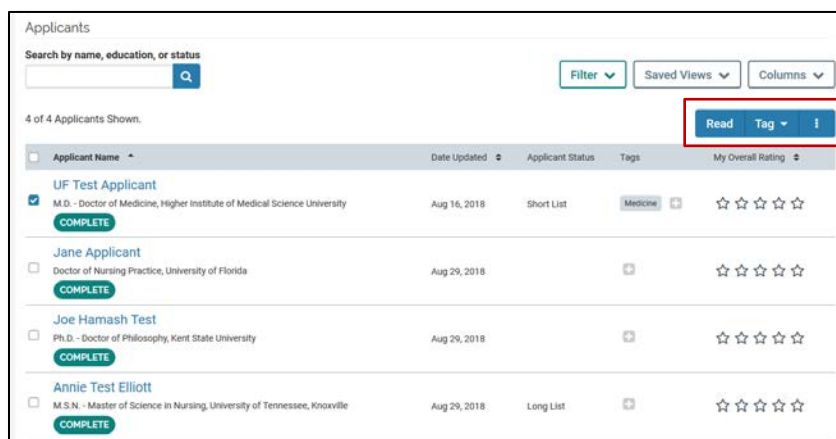 Applicants
Search by name, education, or status
Filter
Saved Views
Columns
4 of 4 Applicants Shown.
Read Tag
Applicant Name Date Updated Applicant Status Tags My Overall Rating
UF Test Applicant
M.D. - Doctor of Medicine, Higher Institute of Medical Science University Aug 16, 2018 Short List Medicine
COMPLETE
Jane Applicant
Doctor of Nursing Practice, University of Florida Aug 29, 2018
COMPLETE
Joe Hamash Test
Ph.D. - Doctor of Philosophy, Kent State University Aug 29, 2018
COMPLETE
Annie Test Elliott
M.S.N. - Master of Science in Nursing, University of Tennessee, Knoxville Aug 29, 2018 Long List
COMPLETE